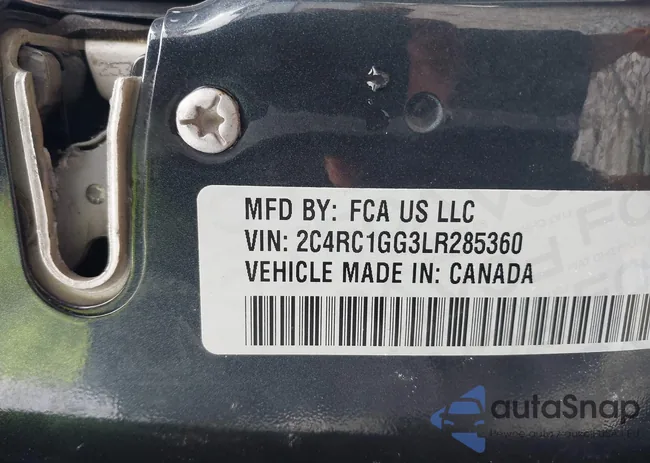 MFD BY: FCA US LLC
VIN: 2C4RC1GG3LR285360
VEHICLE MADE IN: CANADA
autoSnap